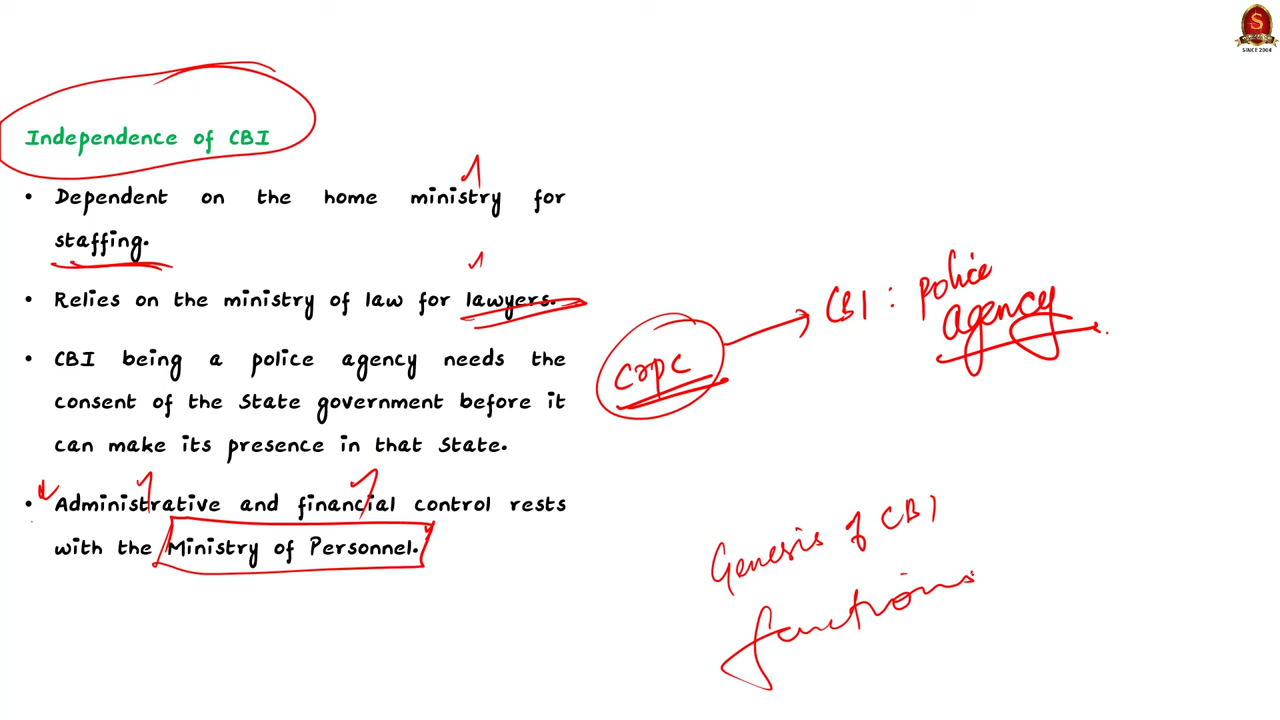 S
SINCE 2004
Independence of CBI
• Dependent on the home ministry for
staffing.
• Relies on the ministry of law for lawyers.
• CBI being a police agency needs the
consent of the State government before it
can make its presence in that State.
• Administrative and financial control rests
with the Ministry of Personnel.
CrPC
CBI : police
agency
Genesis of CBI
functions